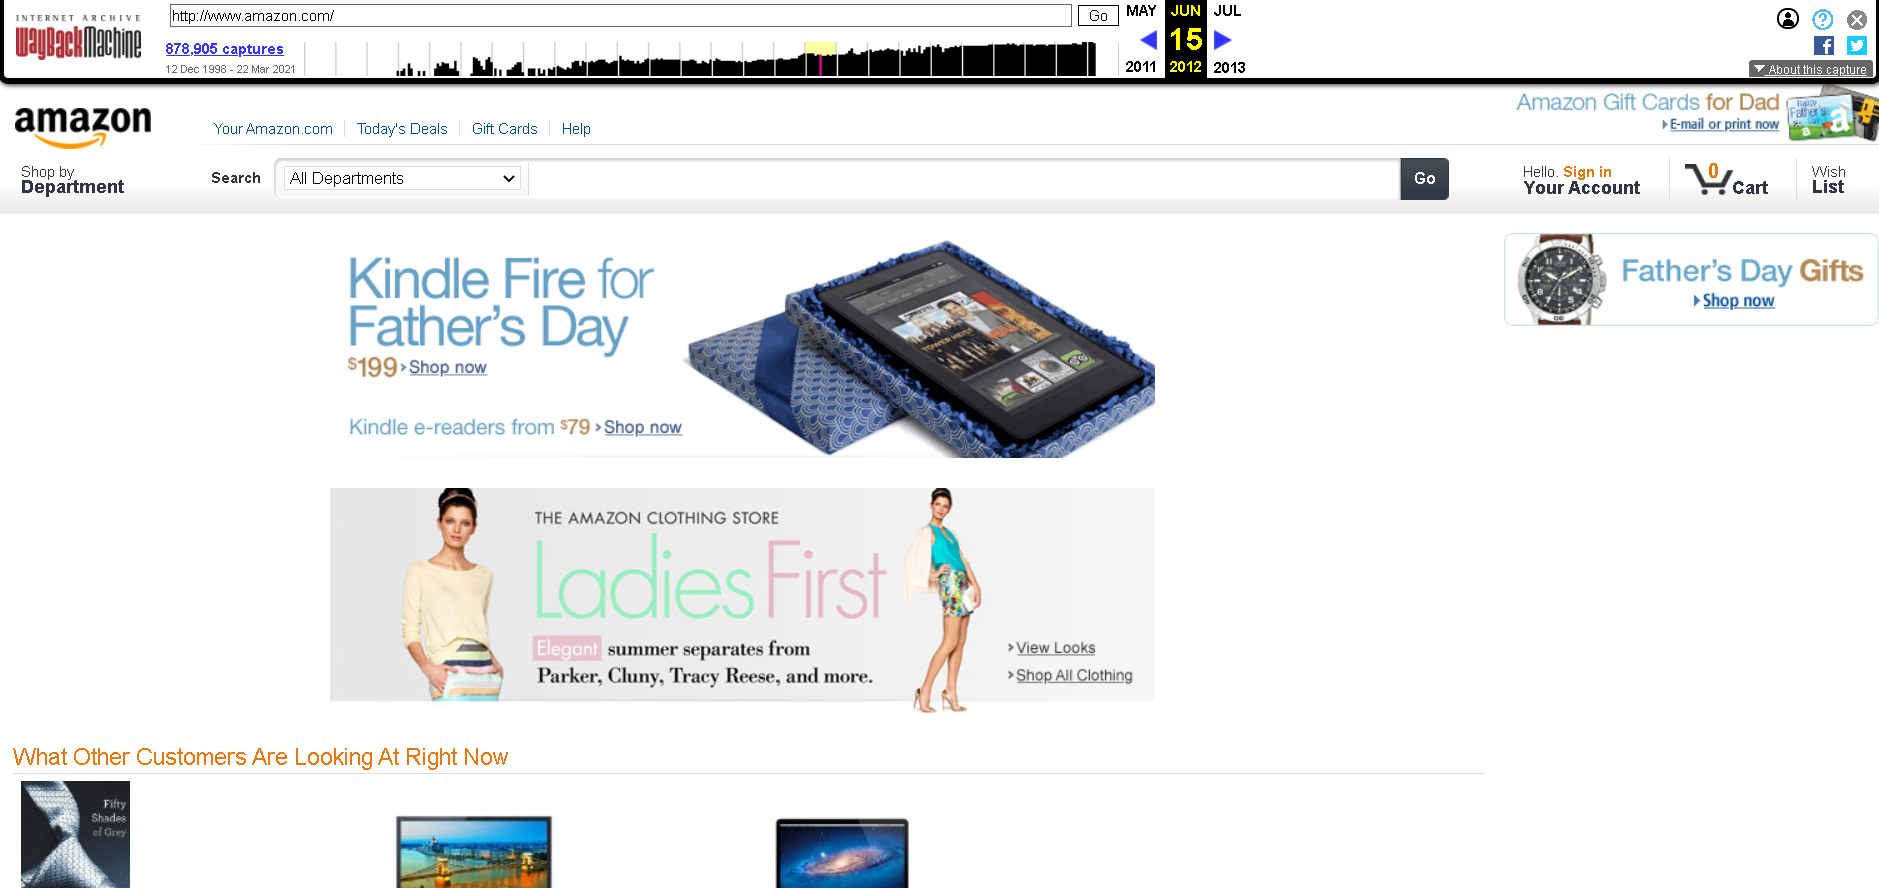 INTERNET ARCHIVE
WayBackMachine
http://www.amazon.com/
Go
878,905 captures
12 Dec 1998 - 22 Mar 2021
MAY
JUN
JUL
15
2011
2012
2013
About this capture
amazon
Your Amazon.com
Today's Deals
Gift Cards
Help
Amazon Gift Cards for Dad
E-mail or print now
Happy Father's Day
Shop by
Department
Search
All Departments
Go
Hello. Sign in
Your Account
0
Cart
Wish
List
Kindle Fire for
Father's Day
$199 Shop now
Kindle e-readers from $79 Shop now
TOWER HEIST
Father's Day Gifts
Shop now
THE AMAZON CLOTHING STORE
Ladies First
Elegant summer separates from
Parker, Cluny, Tracy Reese, and more.
View Looks
Shop All Clothing
What Other Customers Are Looking At Right Now
Fifty
Shades
of Grey